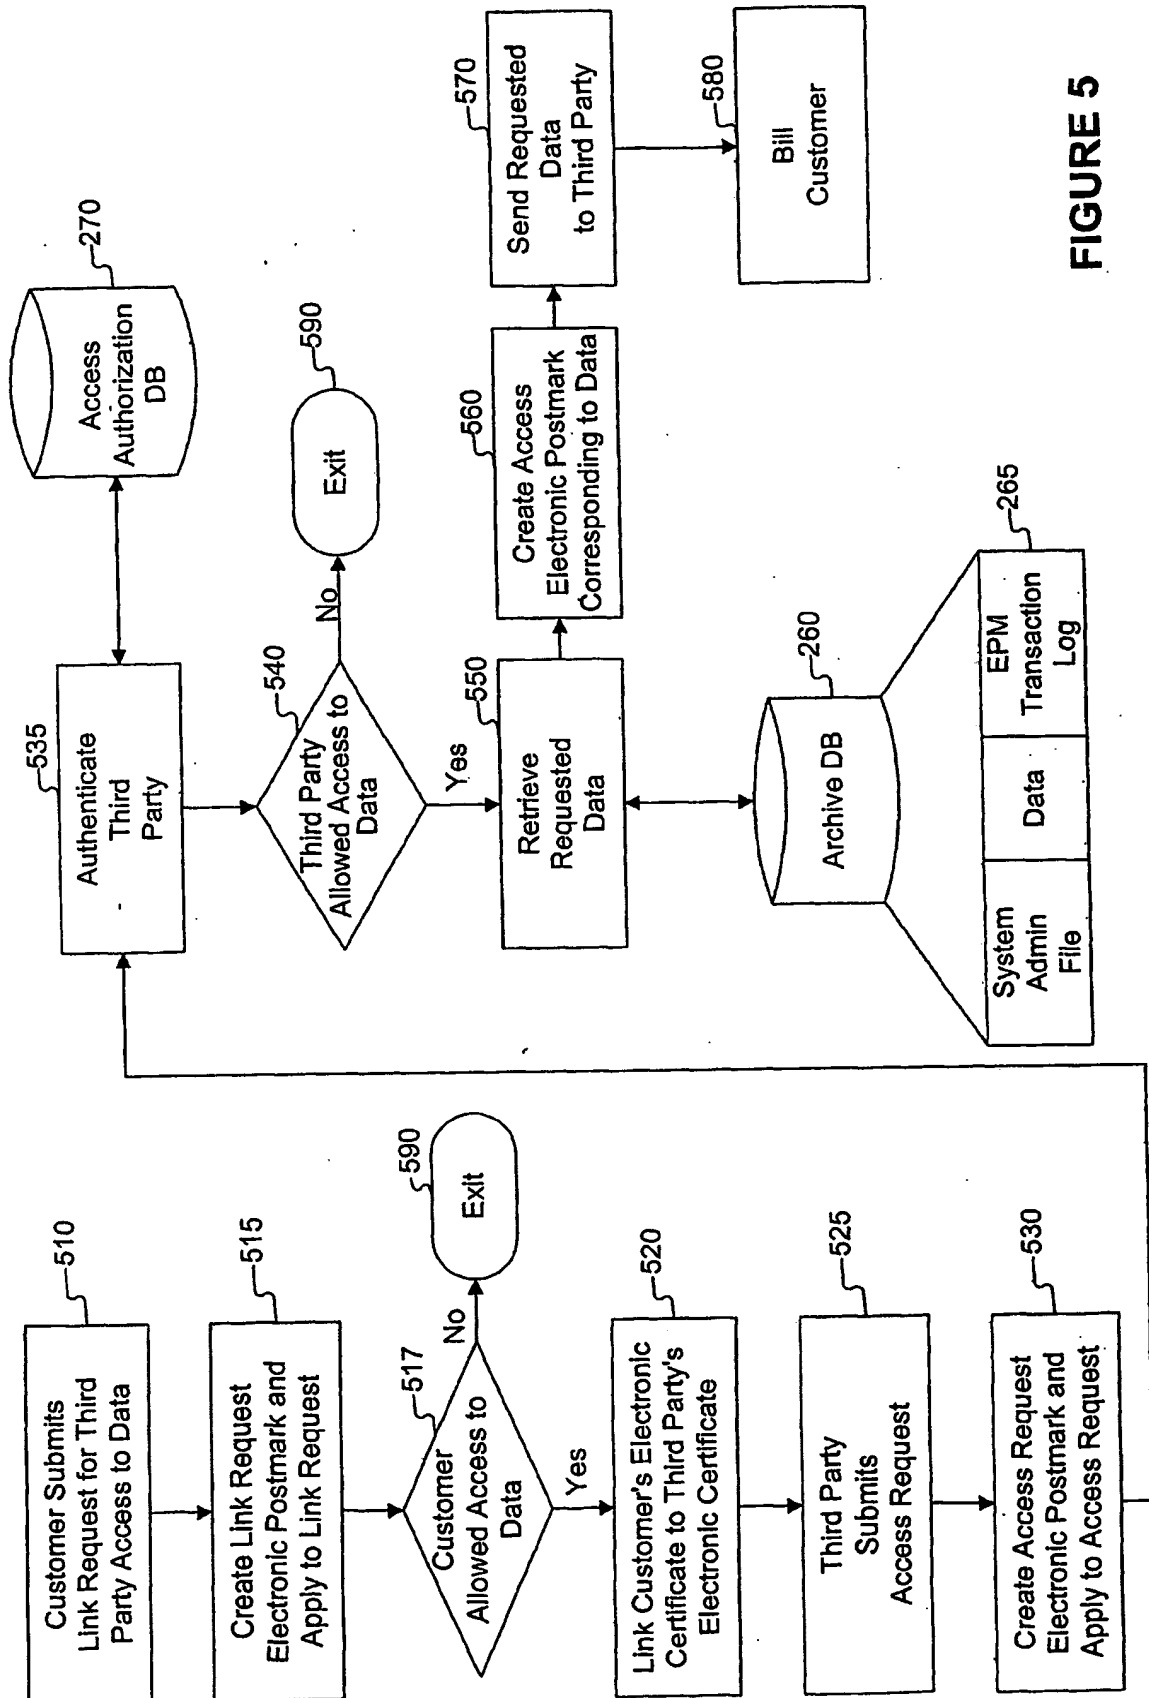 Customer Submits
Link Request for Third
Party Access to Data
510
Create Link Request
Electronic Postmark and
Apply to Link Request
515
Customer
Allowed Access to
Data
517
No
Exit
590
Yes
Link Customer's Electronic
Certificate to Third Party's
Electronic Certificate
520
Third Party
Submits
Access Request
525
Create Access Request
Electronic Postmark and
Apply to Access Request
530
Authenticate
Third
Party
535
Access
Authorization
DB
270
Third Party
Allowed Access to
Data
540
No
Exit
590
Yes
Retrieve
Requested
Data
550
Create Access
Electronic Postmark
Corresponding to Data
560
Send Requested
Data
to Third Party
570
Bill
Customer
580
Archive DB
260
System
Admin
File
Data
EPM
Transaction
Log
265
FIGURE 5